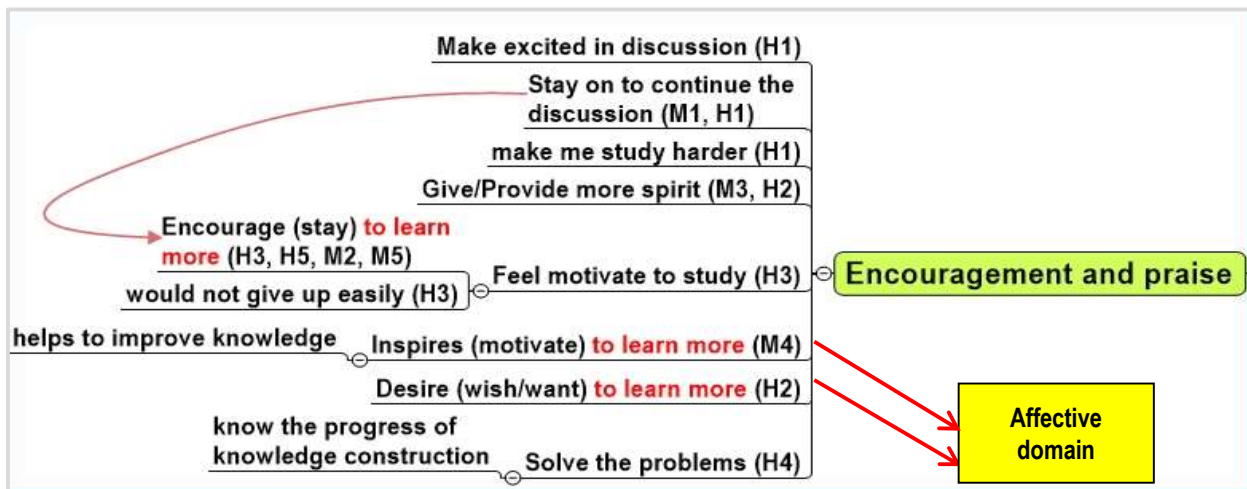 Make excited in discussion (H1)
Stay on to continue the
discussion (M1, H1)
make me study harder (H1)
Give/Provide more spirit (M3, H2)
Encourage (stay) to learn
more (H3, H5, M2, M5)
would not give up easily (H3)
Feel motivate to study (H3)
Encouragement and praise
helps to improve knowledge
Inspires (motivate) to learn more (M4)
Desire (wish/want) to learn more (H2)
know the progress of
knowledge construction
Solve the problems (H4)
Affective
domain